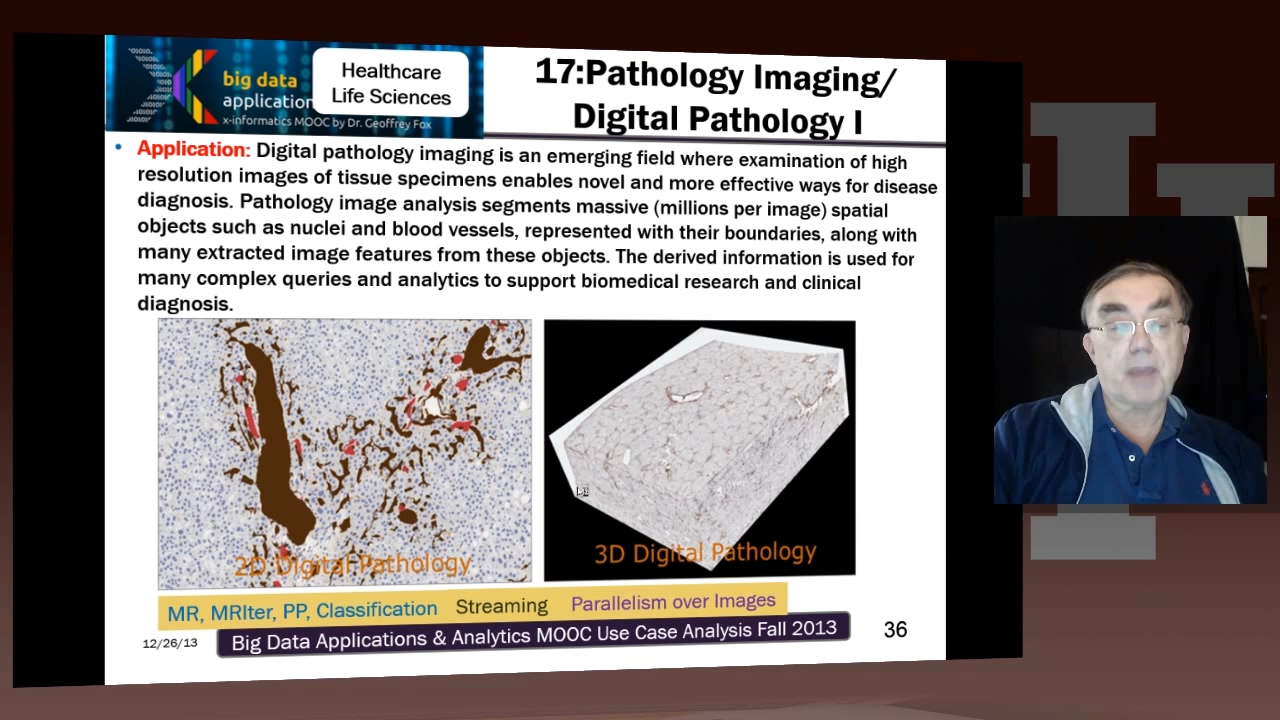 big data
application
x-informatics MOOC by Dr. Geoffrey Fox
Healthcare
Life Sciences
17:Pathology Imaging/
Digital Pathology I
• Application: Digital pathology imaging is an emerging field where examination of high
resolution images of tissue specimens enables novel and more effective ways for disease
diagnosis. Pathology image analysis segments massive (millions per image) spatial
objects such as nuclei and blood vessels, represented with their boundaries, along with
many extracted image features from these objects. The derived information is used for
many complex queries and analytics to support biomedical research and clinical
diagnosis.
2D Digital Pathology
3D Digital Pathology
MR, MRIter, PP, Classification Streaming Parallelism over Images
12/26/13
Big Data Applications & Analytics MOOC Use Case Analysis Fall 2013
36